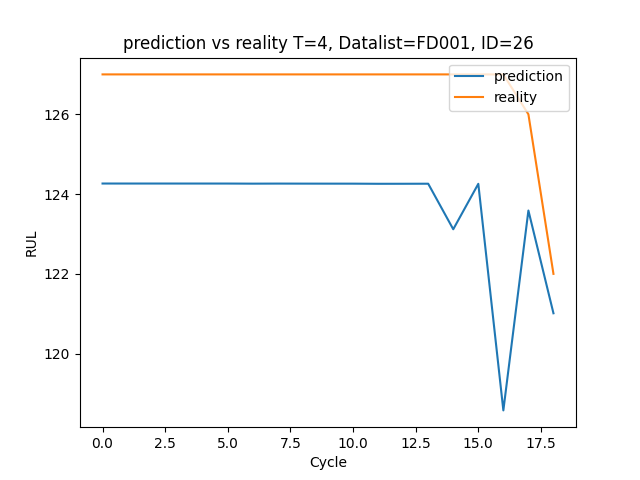 prediction vs reality T=4, Datalist=FD001, ID=26
prediction
reality
126
124
122
120
RUL
0.0 2.5 5.0 7.5 10.0 12.5 15.0 17.5
Cycle